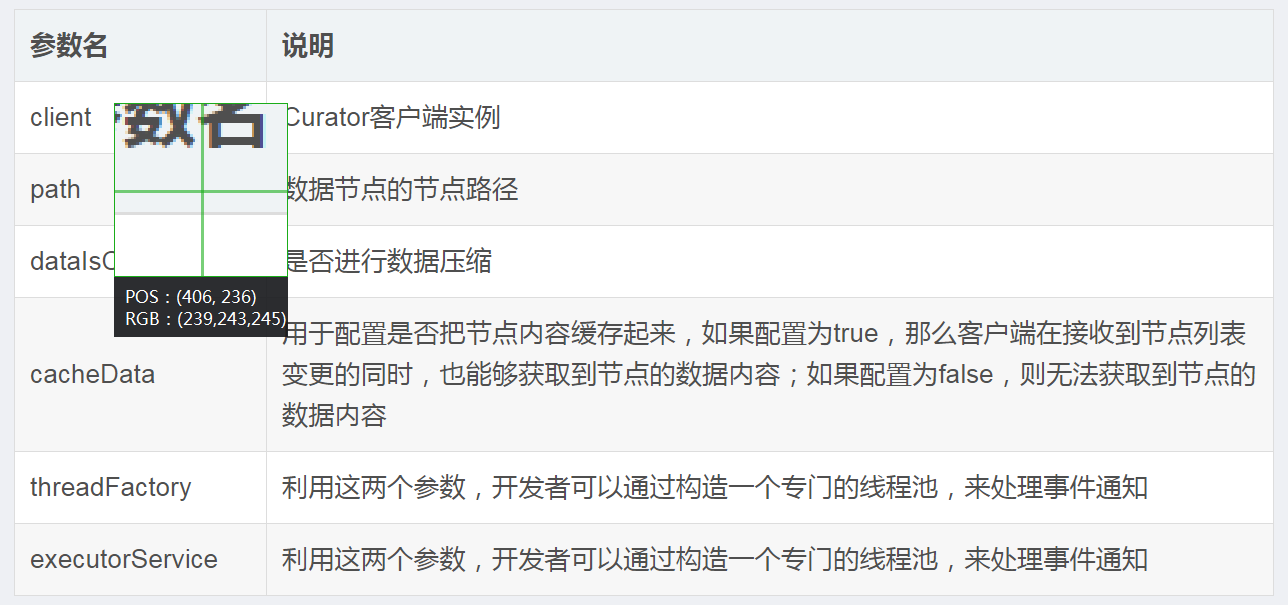 参数名 说明
client Curator客户端实例
数名
path 数据节点的节点路径
是否进行数据压缩
POS：(406, 236)
RGB：(239,243,245)
用于配置是否把节点内容缓存起来，如果配置为true，那么客户端在接收到节点列表
cacheData 变更的同时，也能够获取到节点的数据内容；如果配置为false，则无法获取到节点的
数据内容
threadFactory 利用这两个参数，开发者可以通过构造一个专门的线程池，来处理事件通知
executorService 利用这两个参数，开发者可以通过构造一个专门的线程池，来处理事件通知